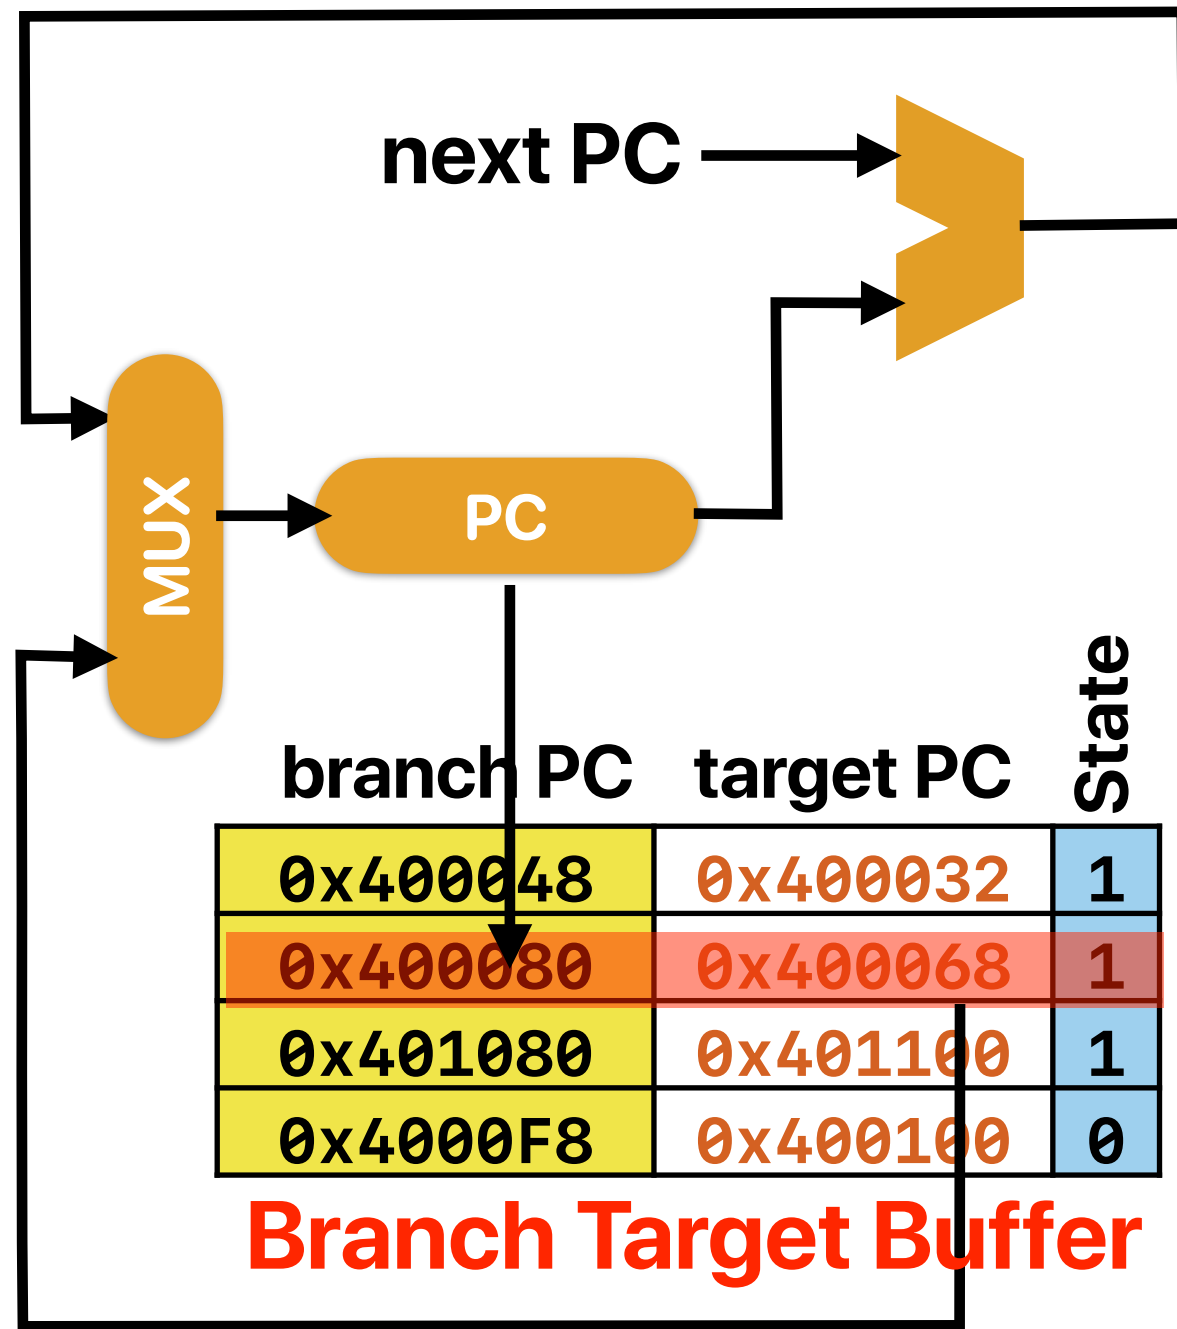 next PC
MUX
PC
State
branch PC target PC
0x400048 0x400032 1
0x400080 0x400068 1
0x401080 0x401100 1
0x4000F8 0x400100 0
Branch Target Buffer